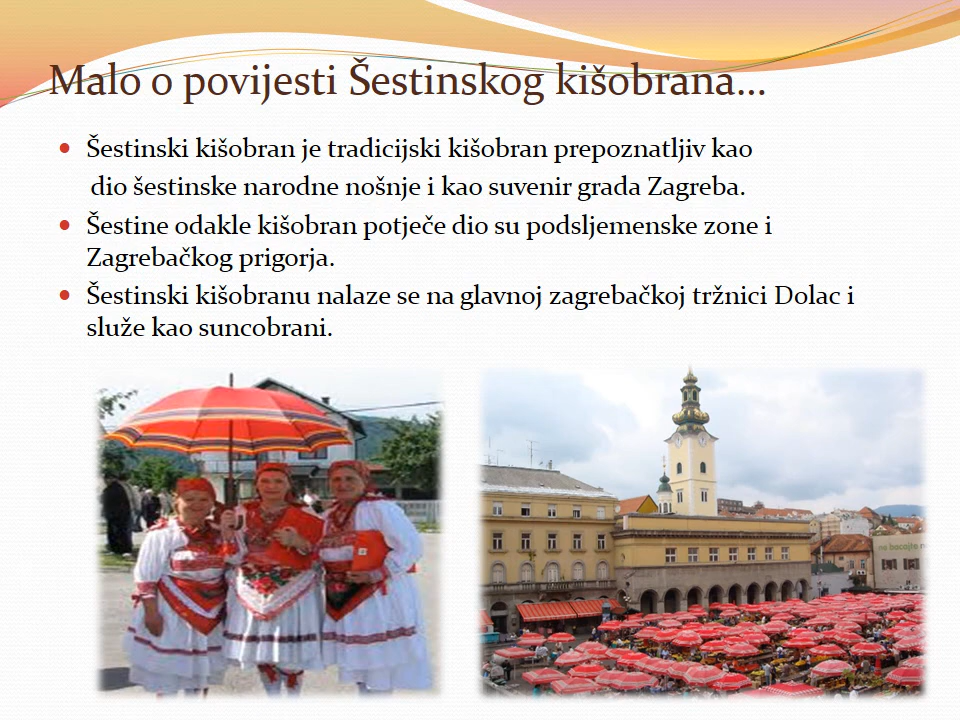 Malo o povijesti Šestinskog kišobrana...
Šestinski kišobran je tradicijski kišobran prepoznatljiv kao
dio šestinske narodne nošnje i kao suvenir grada Zagreba.
Šestine odakle kišobran potječe dio su podsljemenske zone i
Zagrebačkog prigorja.
Šestinski kišobranu nalaze se na glavnoj zagrebačkoj tržnici Dolac i
služe kao suncobrani.